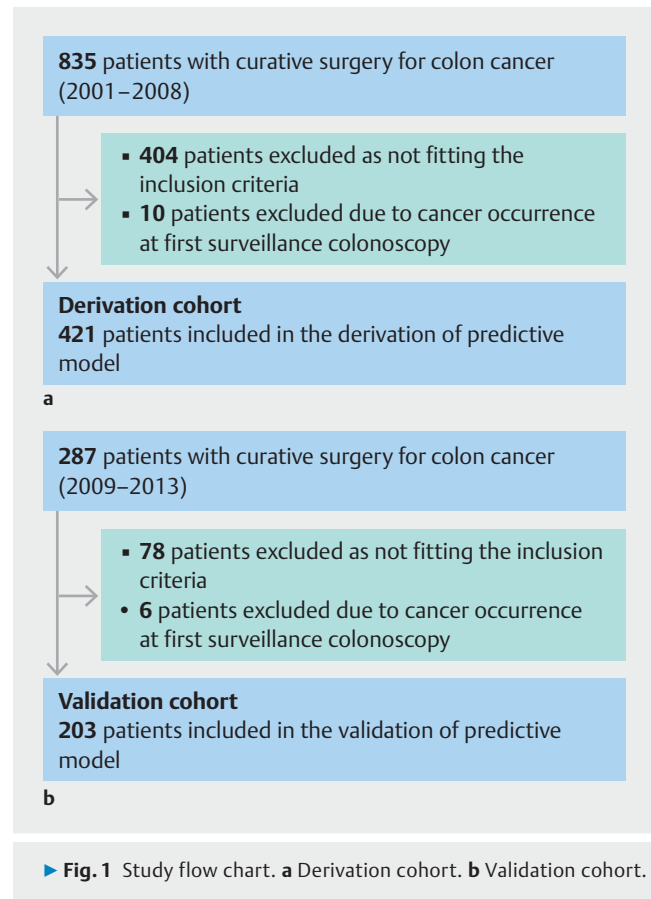 835 patients with curative surgery for colon cancer
(2001–2008)
▪ 404 patients excluded as not fitting the
inclusion criteria
▪ 10 patients excluded due to cancer occurrence
at first surveillance colonoscopy
Derivation cohort
421 patients included in the derivation of predictive
model
a
287 patients with curative surgery for colon cancer
(2009–2013)
▪ 78 patients excluded as not fitting the inclusion
criteria
• 6 patients excluded due to cancer occurrence
at first surveillance colonoscopy
Validation cohort
203 patients included in the validation of predictive
model
b
▶ Fig. 1 Study flow chart. a Derivation cohort. b Validation cohort.